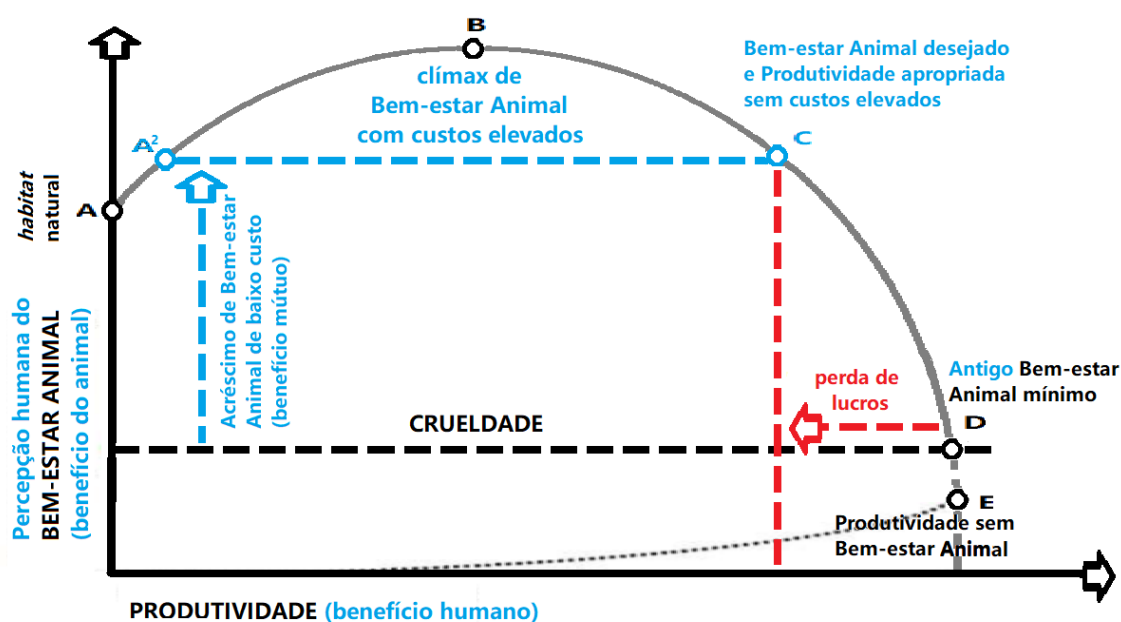 B
clímax de
Bem-estar Animal
com custos elevados
Bem-estar Animal desejado
e Produtividade apropriada
sem custos elevados
A²
C
A
habitat
natural
Acréscimo de Bem-estar
Animal de baixo custo
(benefício mútuo)
Percepção humana do
BEM-ESTAR ANIMAL
(benefício do animal)
perda de
lucros
Antigo Bem-estar
Animal mínimo
CRUELDADE
D
E
Produtividade sem
Bem-estar Animal
PRODUTIVIDADE (benefício humano)